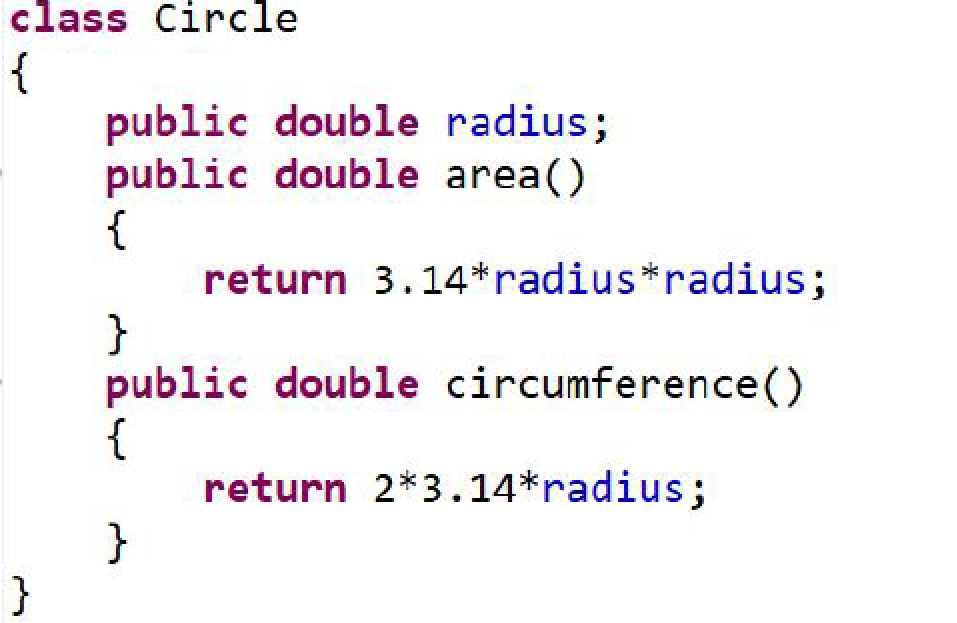 class Circle
{
    public double radius;
    public double area()
    {
        return 3.14*radius*radius;
    }
    public double circumference()
    {
        return 2*3.14*radius;
    }
}